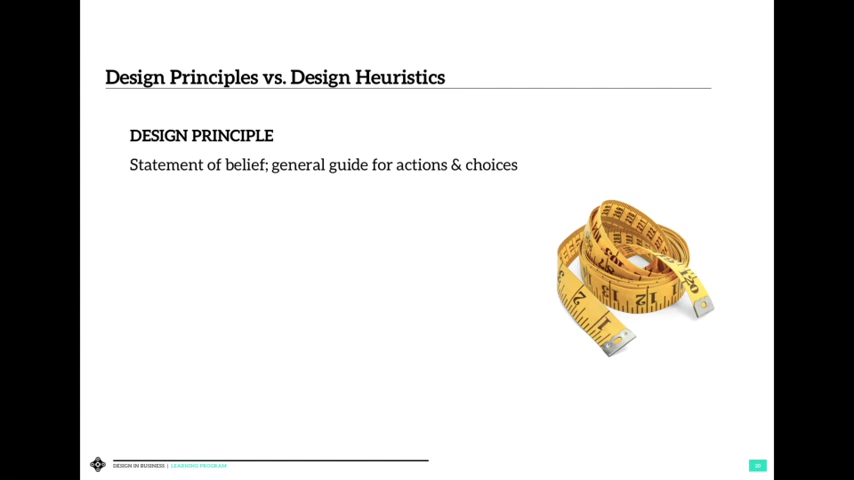 Design Principles vs. Design Heuristics
DESIGN PRINCIPLE
Statement of belief; general guide for actions & choices
DESIGN IN BUSINESS | LEARNING PROGRAM